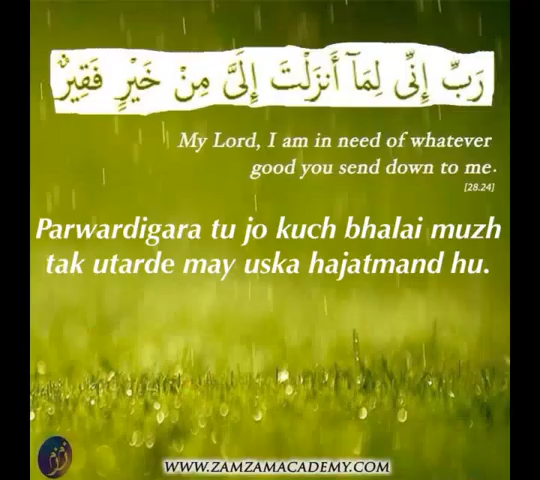 رَبِّ إِنِّى لِمَآ أَنزَلْتَ إِلَىَّ مِنْ خَيْرٍ فَقِيرٌ
My Lord, I am in need of whatever
good you send down to me.
[28.24]
Parwardigara tu jo kuch bhalai muzh
tak utarde may uska hajatmand hu.
WWW.ZAMZAMACADEMY.COM